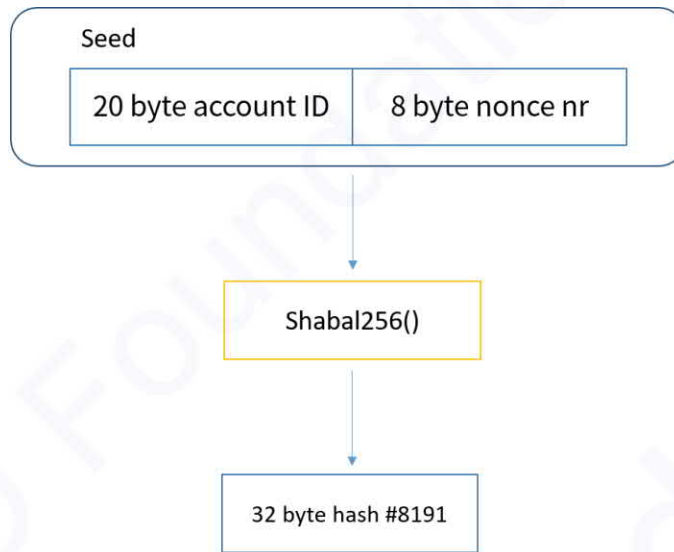 Seed
20 byte account ID
8 byte nonce nr
Shabal256()
32 byte hash #8191